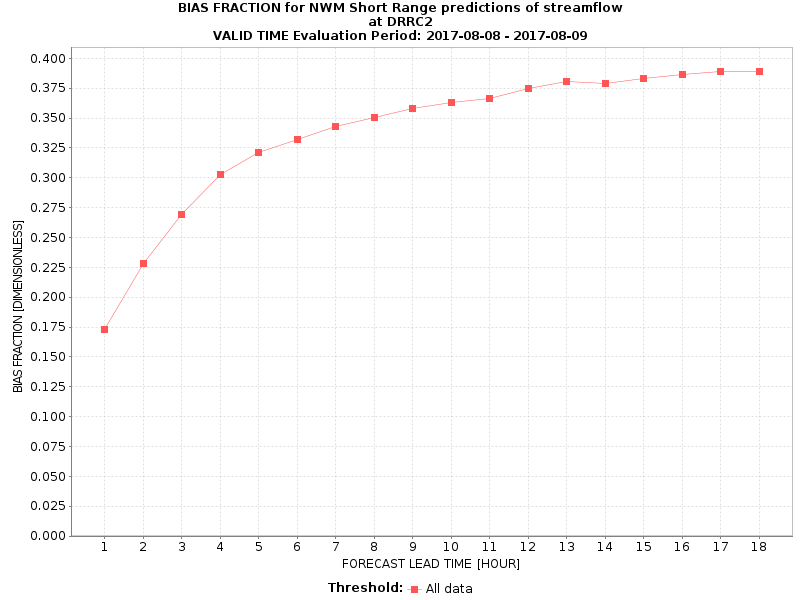 BIAS FRACTION for NWM Short Range predictions of streamflow
at DRRC2
VALID TIME Evaluation Period: 2017-08-08 - 2017-08-09
BIAS FRACTION [DIMENSIONLESS]
0.400
0.375
0.350
0.325
0.300
0.275
0.250
0.225
0.200
0.175
0.150
0.125
0.100
0.075
0.050
0.025
0.000
1 2 3 4 5 6 7 8 9 10 11 12 13 14 15 16 17 18
FORECAST LEAD TIME [HOUR]
Threshold: All data